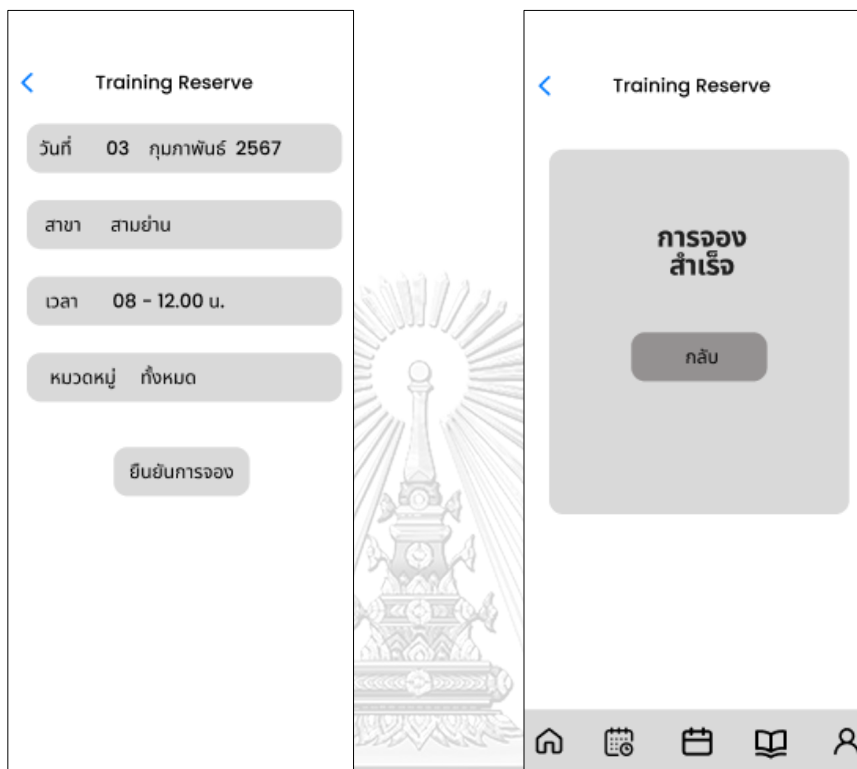 Training Reserve
วันที่ 03 กุมภาพันธ์ 2567
สาขา สามย่าน
เวลา 08 - 12.00 น.
หมวดหมู่ ทั้งหมด
ยืนยันการจอง
Training Reserve
การจอง
สำเร็จ
กลับ